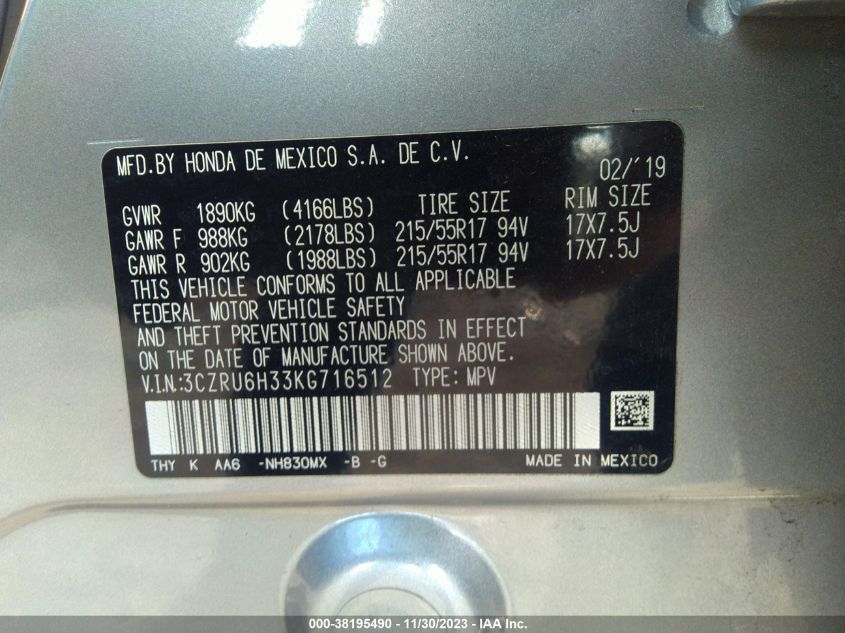 MFD.BY HONDA DE MEXICO S.A. DE C.V. 02/'19
GVWR 1890KG (4166LBS) TIRE SIZE RIM SIZE
GAWR F 988KG (2178LBS) 215/55R17 94V 17X7.5J
GAWR R 902KG (1988LBS) 215/55R17 94V 17X7.5J
THIS VEHICLE CONFORMS TO ALL APPLICABLE
FEDERAL MOTOR VEHICLE SAFETY
AND THEFT PREVENTION STANDARDS IN EFFECT
ON THE DATE OF MANUFACTURE SHOWN ABOVE.
V.I.N:3CZRU6H33KG716512 TYPE: MPV
THY K AA6 -NH830MX -B -G MADE IN MEXICO
000-38195490 - 11/30/2023 - IAA Inc.